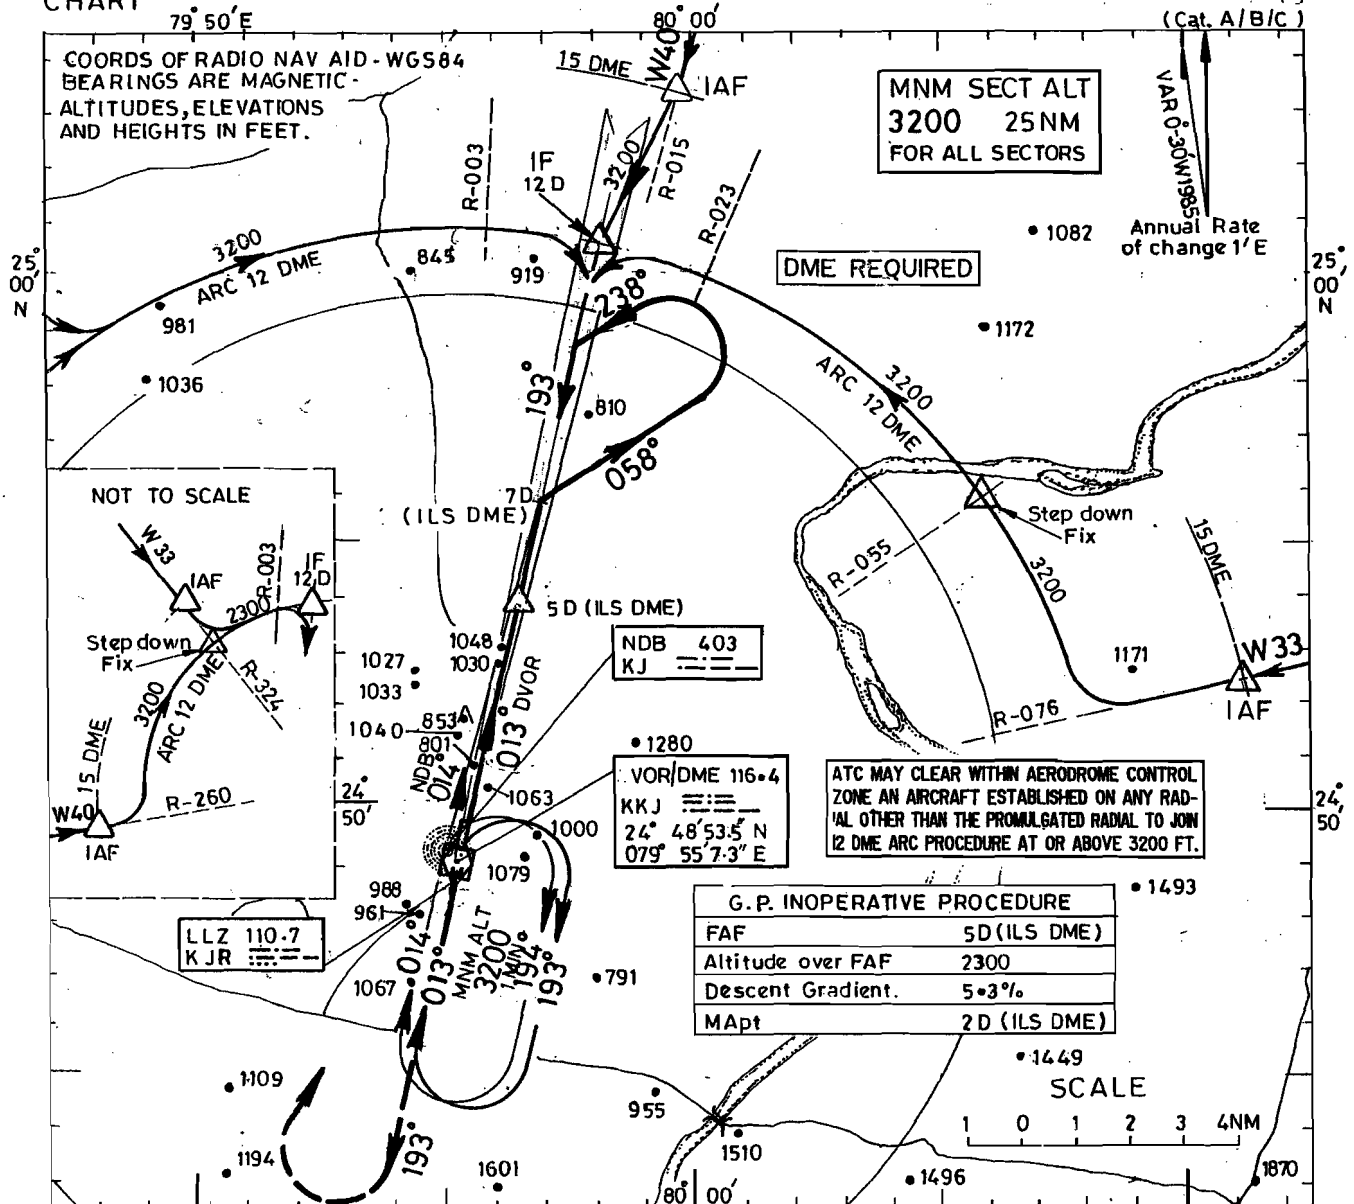 CHART
79° 50'E
80° 00'
(Cat. A/B/C)
COORDS OF RADIO NAV AID - WGS84
BEARINGS ARE MAGNETIC -
ALTITUDES, ELEVATIONS
AND HEIGHTS IN FEET.
15 DME
W40
IAF
MNM SECT ALT
3200 25NM
FOR ALL SECTORS
VAR 0°-30'W1985
Annual Rate
of change 1' E
R-003
IF
12 D
3200
R-015
R-023
1082
25°
00'
N
3200
ARC 12 DME
845
919
238°
DME REQUIRED
25°
00'
N
981
1036
193
810
058°
1172
3200
ARC 12 DME
7D
(ILS DME)
Step down
Fix
R-055
3200
15 DME
W33
IAF
1171
R-076
NOT TO SCALE
W 33
IAF
R-003
IF
12 D
2300
Step down
Fix
R-324
3200
ARC 12 DME
15 DME
R-260
W40
IAF
24°
50'
5 D (ILS DME)
1048
1030
1027
1033
1040
853
801
NDB
014°
013° DVOR
1063
1280
NDB 403
KJ
VOR/DME 116.4
KKJ
24° 48' 53.5" N
079° 55' 7.3" E
1000
1079
ATC MAY CLEAR WITHIN AERODROME CONTROL
ZONE AN AIRCRAFT ESTABLISHED ON ANY RAD-
IAL OTHER THAN THE PROMULGATED RADIAL TO JOIN
12 DME ARC PROCEDURE AT OR ABOVE 3200 FT.
24°
50'
1493
988
961
LLZ 110.7
KJR
1067
014°
013°
MNM ALT
3200
1 MIN
194°
193°
791
G.P. INOPERATIVE PROCEDURE
FAF 5D (ILS DME)
Altitude over FAF 2300
Descent Gradient. 5.3%
MApt 2 D (ILS DME)
1449
SCALE
1 0 1 2 3 4NM
1109
1194
193°
955
1510
1601
80° 00'
1496
1870